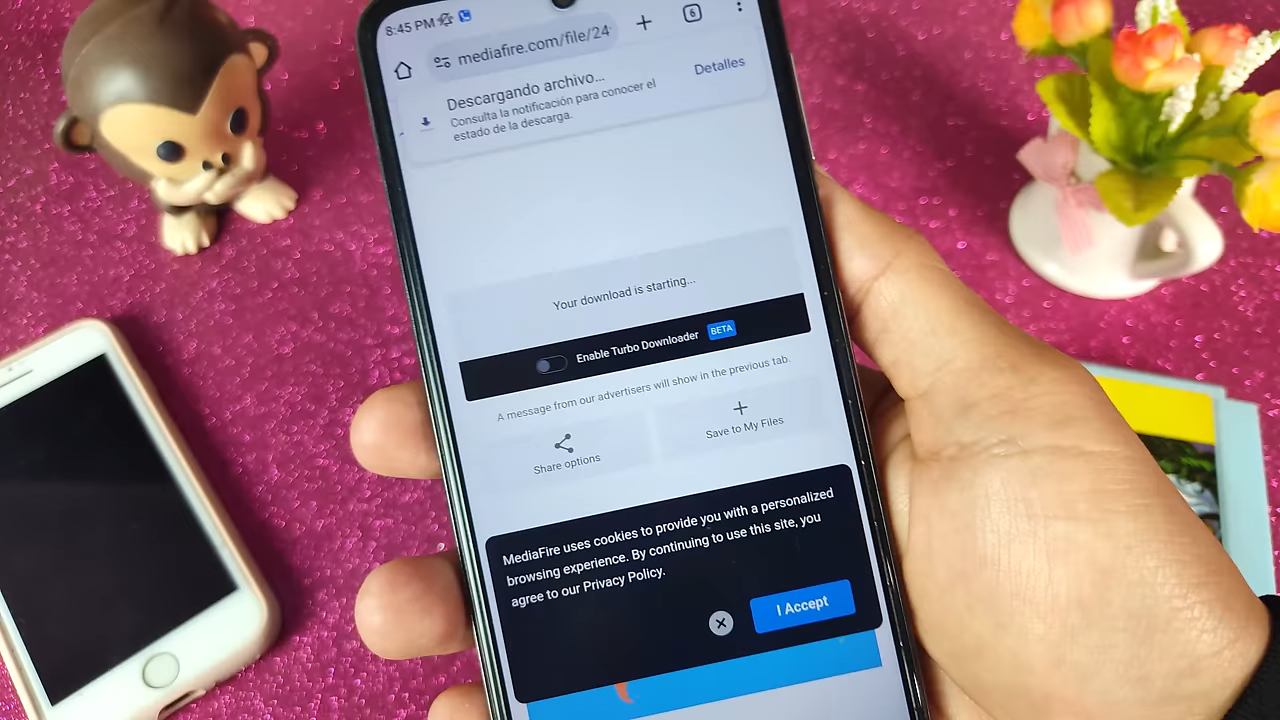 8:45 PM
mediafire.com/file/24
6
Descargando archivo...
Detalles
Consulta la notificación para conocer el
estado de la descarga.
Your download is starting...
Enable Turbo Downloader BETA
A message from our advertisers will show in the previous tab.
Share options
Save to My Files
MediaFire uses cookies to provide you with a personalized
browsing experience. By continuing to use this site, you
agree to our Privacy Policy.
I Accept